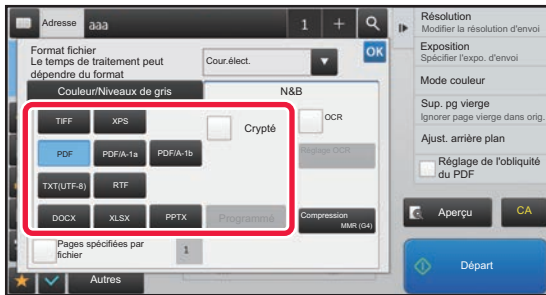 Adresse
aaa
1
+
Format fichier
Le temps de traitement peut
dépendre du format
Cour.élect.
OK
Couleur/Niveaux de gris
N&B
TIFF
XPS
Crypté
OCR
PDF
PDF/A-1a
PDF/A-1b
Réglage OCR
TXT(UTF-8)
RTF
DOCX
XLSX
PPTX
Programmé
Compression
MMR (G4)
Pages spécifiées par
fichier
1
Autres
Résolution
Modifier la résolution d'envoi
Exposition
Spécifier l'expo. d'envoi
Mode couleur
Sup. pg vierge
Ignorer page vierge dans orig.
Ajust. arrière plan
Réglage de l'obliquité
du PDF
Aperçu
CA
Départ